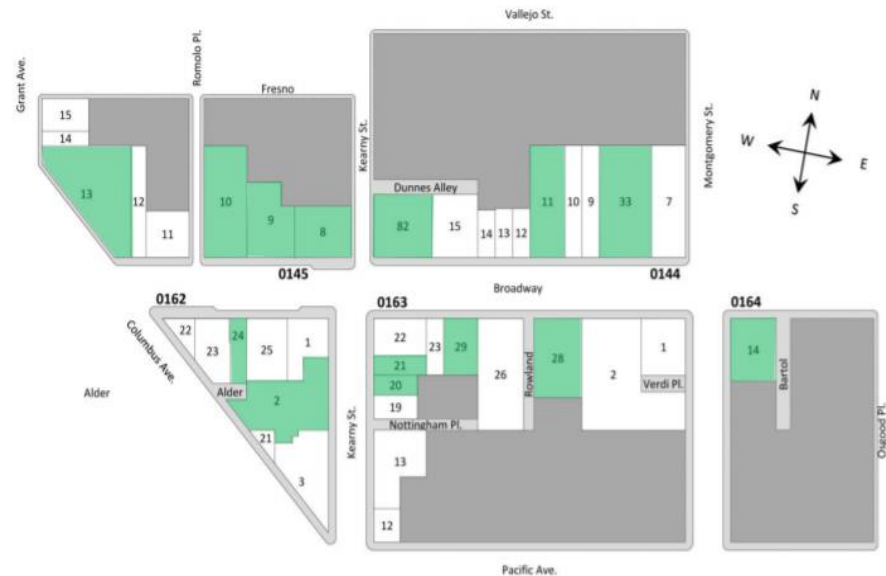 Vallejo St.
Grant Ave.
Romolo Pl.
Fresno
Kearny St.
Montgomery St.
N
W
E
S
15
14
13
12
11
10
9
8
Dunnes Alley
82
15
14
13
12
11
10
9
33
7
0145
0144
Broadway
0162
0163
0164
Columbus Ave.
22
23
24
25
1
Alder
Alder
2
21
3
Kearny St.
22
23
29
21
20
19
26
Rowland
28
2
1
Verdi Pl.
Nottingham Pl.
13
12
14
Bartol
Osgood Pl.
Pacific Ave.